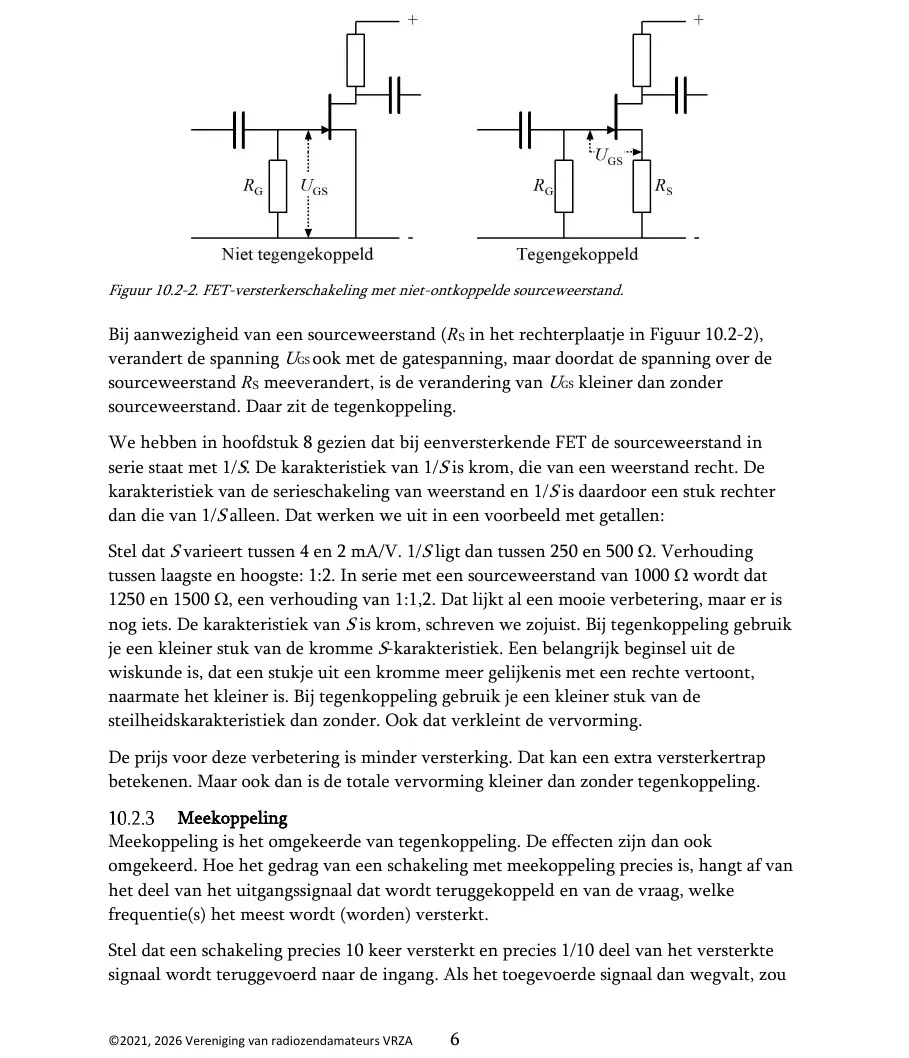 + +
U_GS
R_G U_GS R_G R_S
- -
Niet tegengekoppeld Tegengekoppeld
Figuur 10.2-2. FET-versterkerschakeling met niet-ontkoppelde sourceweerstand.
Bij aanwezigheid van een sourceweerstand (RS in het rechterplaatje in Figuur 10.2-2),
verandert de spanning UGS ook met de gatespanning, maar doordat de spanning over de
sourceweerstand RS meeverandert, is de verandering van UGS kleiner dan zonder
sourceweerstand. Daar zit de tegenkoppeling.
We hebben in hoofdstuk 8 gezien dat bij eenversterkende FET de sourceweerstand in
serie staat met 1/S. De karakteristiek van 1/S is krom, die van een weerstand recht. De
karakteristiek van de serieschakeling van weerstand en 1/S is daardoor een stuk rechter
dan die van 1/S alleen. Dat werken we uit in een voorbeeld met getallen:
Stel dat S varieert tussen 4 en 2 mA/V. 1/S ligt dan tussen 250 en 500 Ω. Verhouding
tussen laagste en hoogste: 1:2. In serie met een sourceweerstand van 1000 Ω wordt dat
1250 en 1500 Ω, een verhouding van 1:1,2. Dat lijkt al een mooie verbetering, maar er is
nog iets. De karakteristiek van S is krom, schreven we zojuist. Bij tegenkoppeling gebruik
je een kleiner stuk van de kromme S-karakteristiek. Een belangrijk beginsel uit de
wiskunde is, dat een stukje uit een kromme meer gelijkenis met een rechte vertoont,
naarmate het kleiner is. Bij tegenkoppeling gebruik je een kleiner stuk van de
steilheidskarakteristiek dan zonder. Ook dat verkleint de vervorming.
De prijs voor deze verbetering is minder versterking. Dat kan een extra versterkertrap
betekenen. Maar ook dan is de totale vervorming kleiner dan zonder tegenkoppeling.
10.2.3 Meekoppeling
Meekoppeling is het omgekeerde van tegenkoppeling. De effecten zijn dan ook
omgekeerd. Hoe het gedrag van een schakeling met meekoppeling precies is, hangt af van
het deel van het uitgangssignaal dat wordt teruggekoppeld en van de vraag, welke
frequentie(s) het meest wordt (worden) versterkt.
Stel dat een schakeling precies 10 keer versterkt en precies 1/10 deel van het versterkte
signaal wordt teruggevoerd naar de ingang. Als het toegevoerde signaal dan wegvalt, zou
©2021, 2026 Vereniging van radiozendamateurs VRZA 6